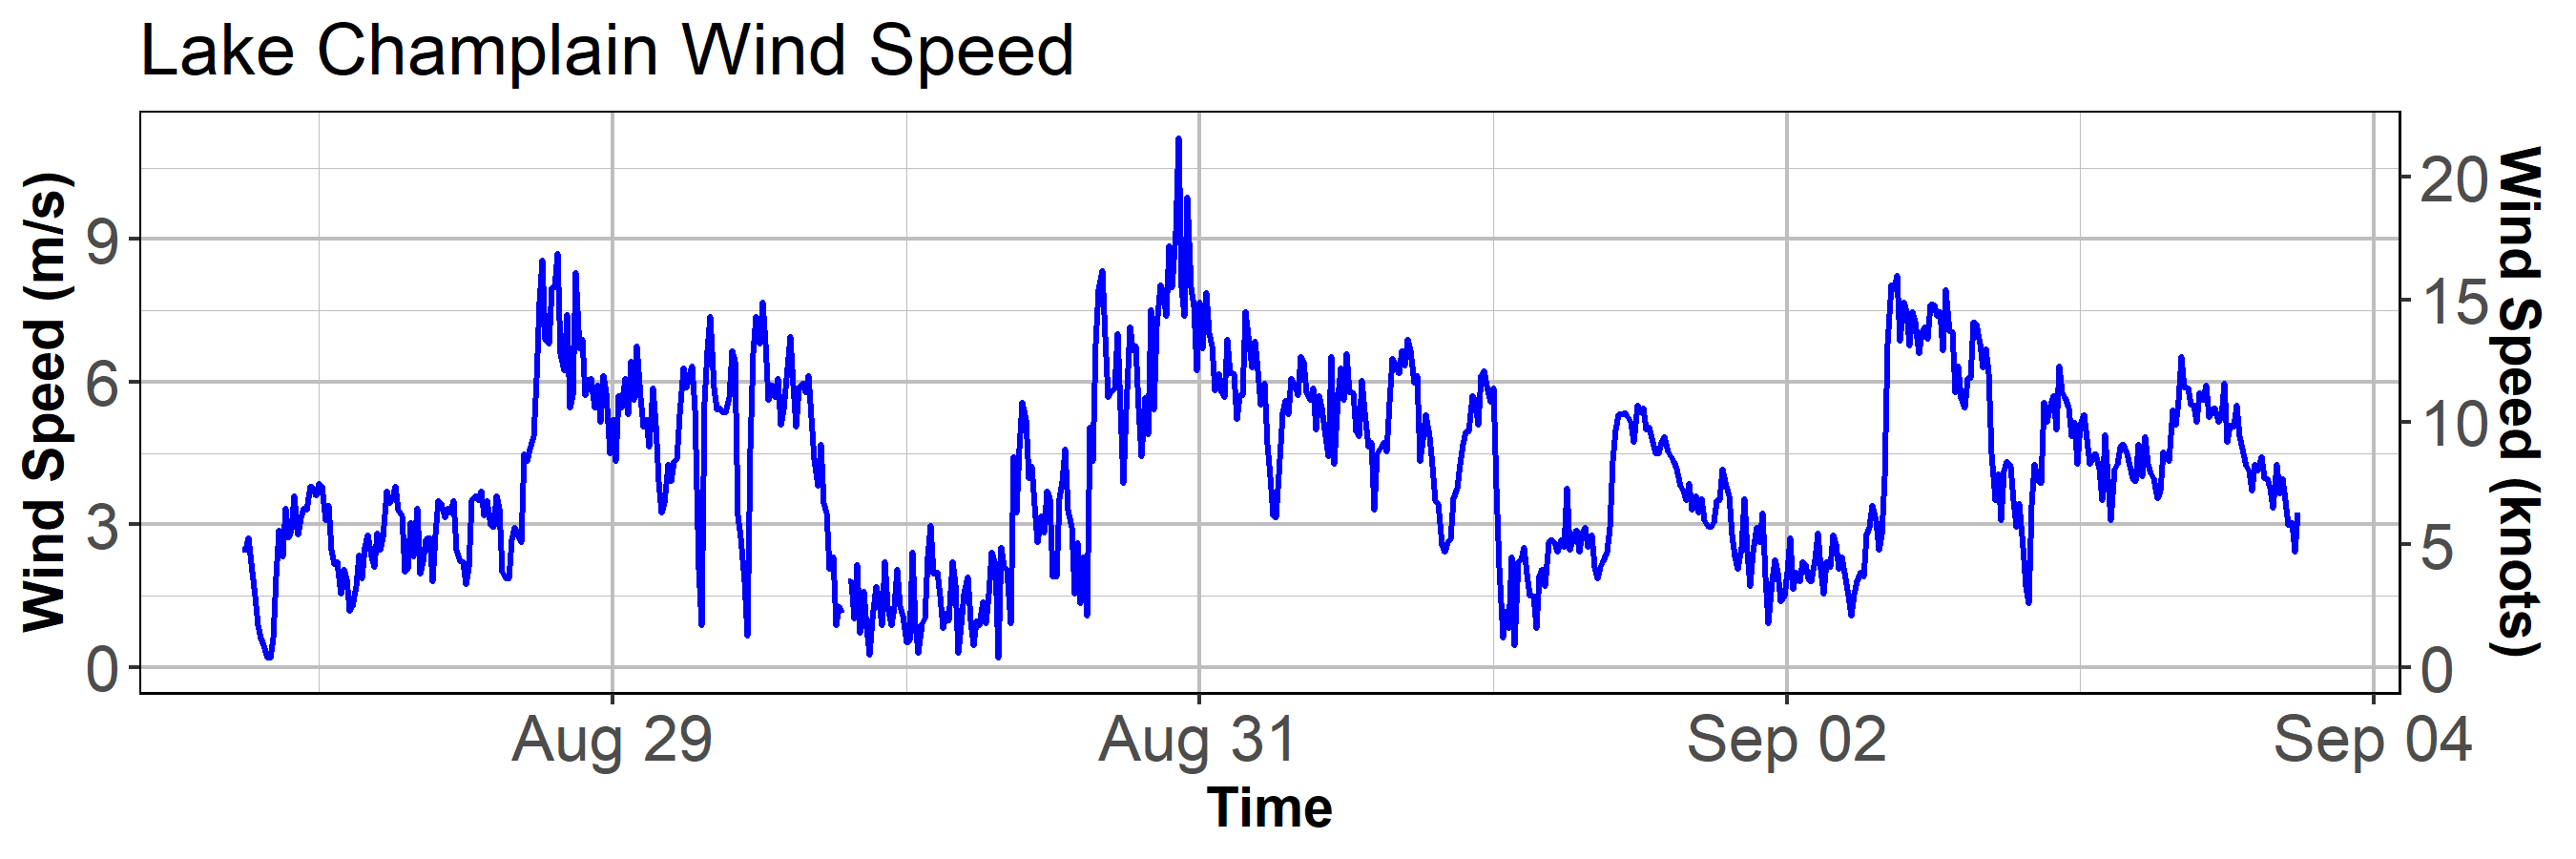 Lake Champlain Wind Speed
Wind Speed (m/s)
9
6
3
0
20
15
10
5
0
Wind Speed (knots)
Aug 29
Aug 31
Sep 02
Sep 04
Time